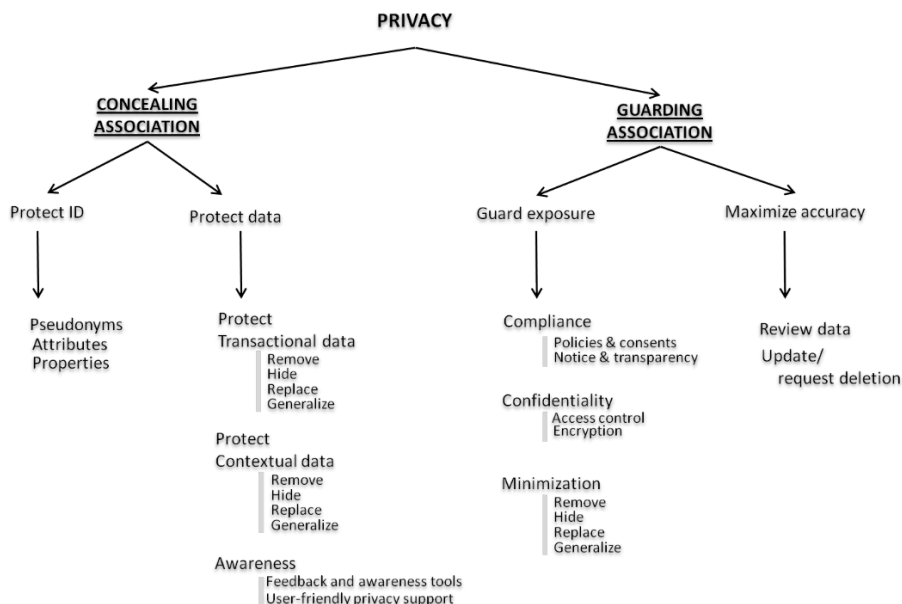 PRIVACY
CONCEALING
ASSOCIATION
GUARDING
ASSOCIATION
Protect ID
Protect data
Guard exposure
Maximize accuracy
Pseudonyms
Attributes
Properties
Protect
Transactional data
Remove
Hide
Replace
Generalize
Protect
Contextual data
Remove
Hide
Replace
Generalize
Awareness
Feedback and awareness tools
User-friendly privacy support
Compliance
Policies & consents
Notice & transparency
Confidentiality
Access control
Encryption
Minimization
Remove
Hide
Replace
Generalize
Review data
Update/
request deletion